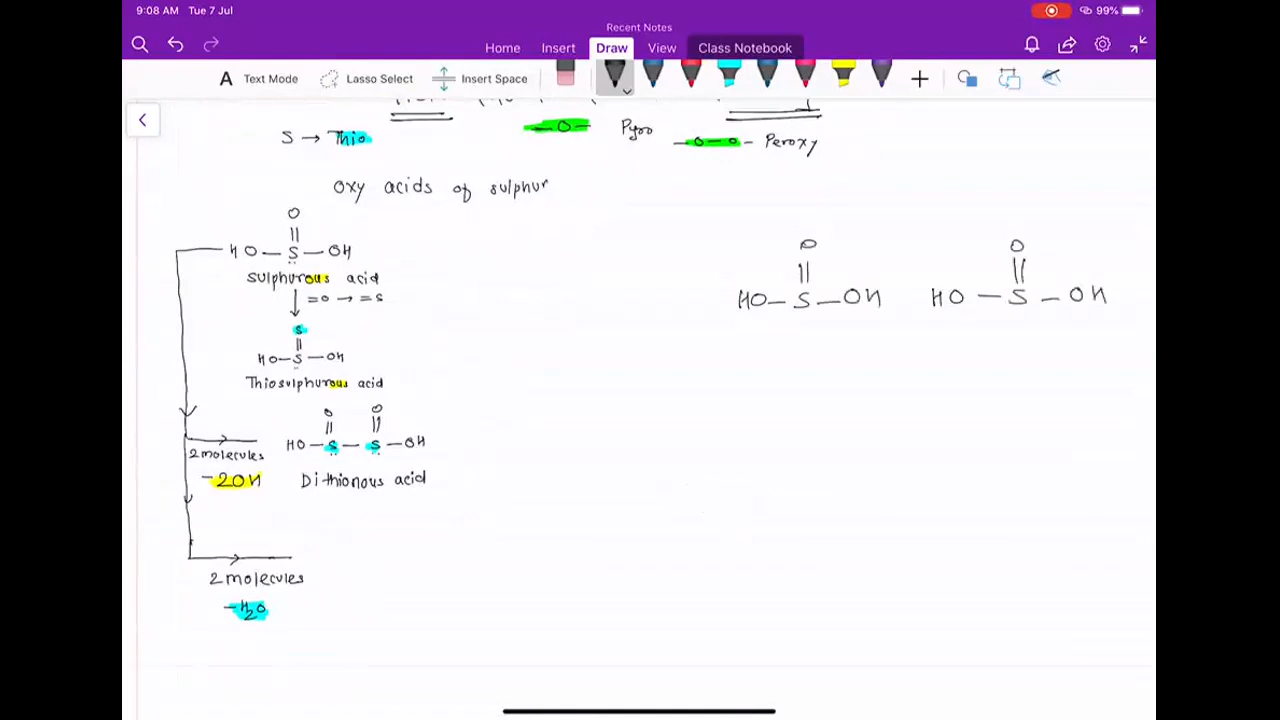 9:08 AM Tue 7 Jul
99%
Recent Notes
Home Insert Draw View Class Notebook
A Text Mode Lasso Select Insert Space
S → Thio
—O— Pyro
—O—O— Peroxy
Oxy acids of sulphur
O
HO—S—OH
Sulphurous acid
=O → =S
S
HO—S—OH
Thiosulphurous acid
O O
HO—S—S—OH
2 molecules
-2OH
Dithionous acid
2 molecules
-H2O
O O
HO—S—OH HO—S—OH